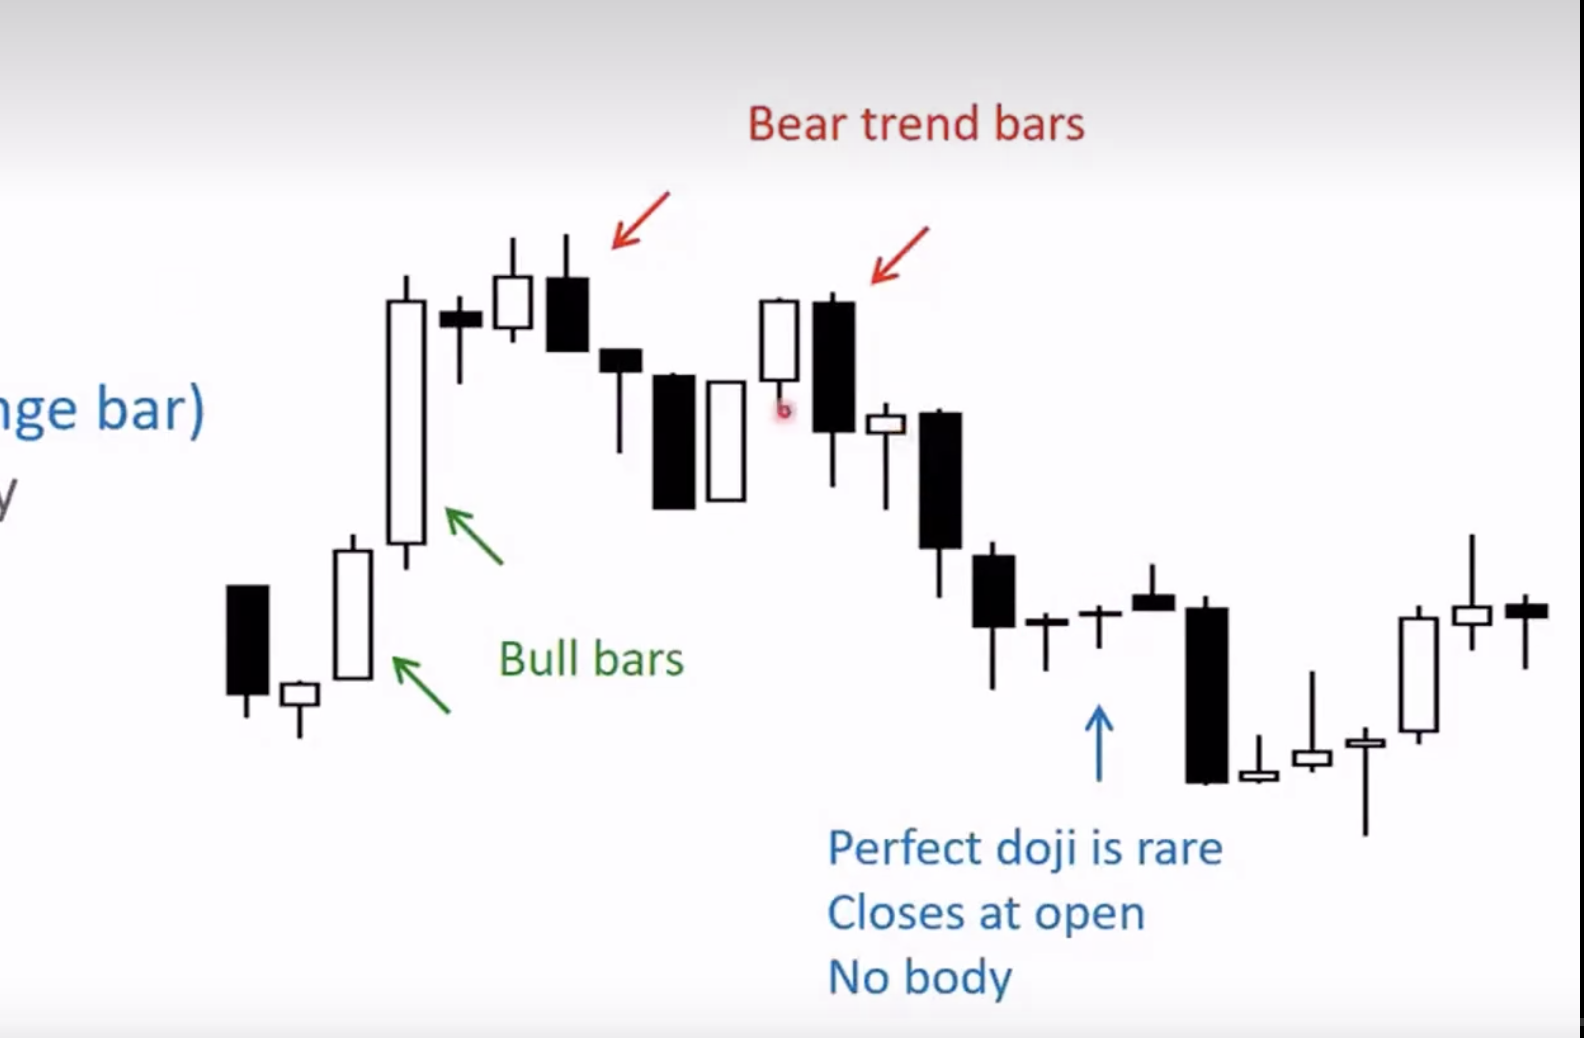 Bear trend bars
nge bar)
y
Bull bars
Perfect doji is rare
Closes at open
No body